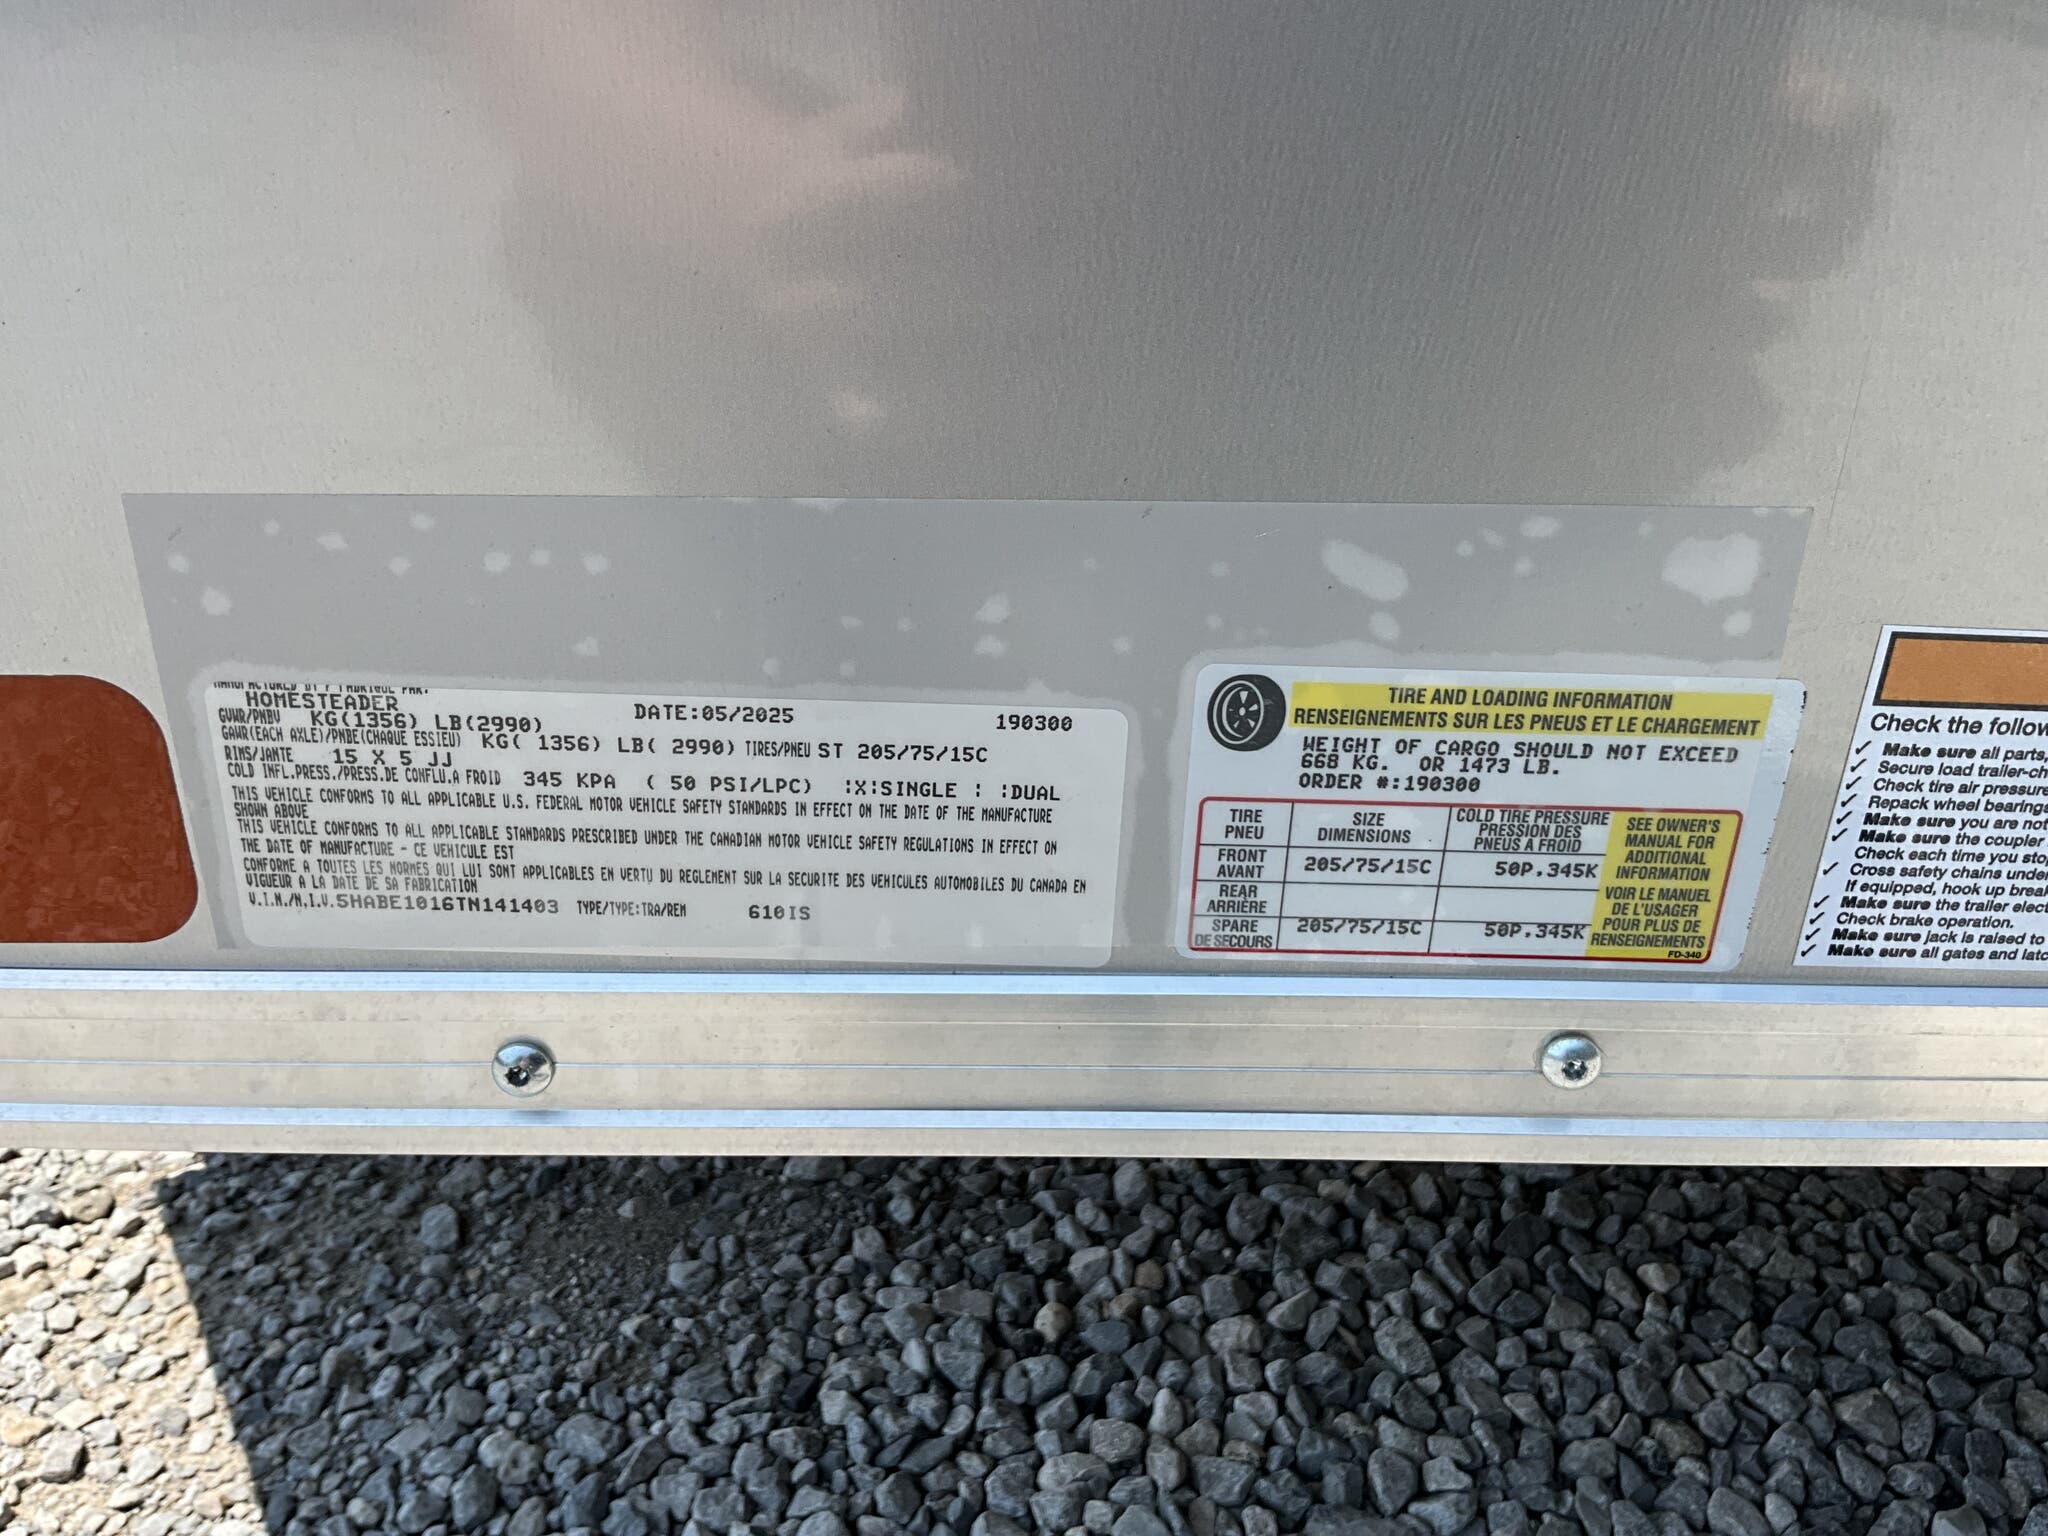 MANUFACTURED BY / FABRIQUE PAR:
HOMESTEADER
DATE:05/2025
190300
GVWR/PNBV KG(1356) LB(2990)
GAWR(EACH AXLE)/PNBE(CHAQUE ESSIEU) KG( 1356) LB( 2990) TIRES/PNEU ST 205/75/15C
RIMS/JANTE 15 X 5 JJ
COLD INFL.PRESS./PRESS.DE CONFLU.A FROID 345 KPA ( 50 PSI/LPC) :X:SINGLE : :DUAL
THIS VEHICLE CONFORMS TO ALL APPLICABLE U.S. FEDERAL MOTOR VEHICLE SAFETY STANDARDS IN EFFECT ON THE DATE OF THE MANUFACTURE
SHOWN ABOVE
THIS VEHICLE CONFORMS TO ALL APPLICABLE STANDARDS PRESCRIBED UNDER THE CANADIAN MOTOR VEHICLE SAFETY REGULATIONS IN EFFECT ON
THE DATE OF MANUFACTURE - CE VEHICULE EST
CONFORME A TOUTES LES NORMES QUI LUI SONT APPLICABLES EN VERTU DU REGLEMENT SUR LA SECURITE DES VEHICULES AUTOMOBILES DU CANADA EN
VIGUEUR A LA DATE DE SA FABRICATION
V.I.N./N.I.V.5HABE1016TN141403 TYPE/TYPE:TRA/REM 610IS
TIRE AND LOADING INFORMATION
RENSEIGNEMENTS SUR LES PNEUS ET LE CHARGEMENT
WEIGHT OF CARGO SHOULD NOT EXCEED
668 KG. OR 1473 LB.
ORDER #:190300
TIRE
PNEU
SIZE
DIMENSIONS
COLD TIRE PRESSURE
PRESSION DES
PNEUS A FROID
FRONT
AVANT
205/75/15C
50P.345K
REAR
ARRIÈRE
SPARE
DE SECOURS
205/75/15C
50P.345K
SEE OWNER'S
MANUAL FOR
ADDITIONAL
INFORMATION
VOIR LE MANUEL
DE L'USAGER
POUR PLUS DE
RENSEIGNEMENTS
FD-340
Check the follow
✓ Make sure all parts,
✓ Secure load trailer-ch
✓ Check tire air pressure
✓ Repack wheel bearings
✓ Make sure you are not
✓ Make sure the coupler
Check each time you stop
✓ Cross safety chains under
If equipped, hook up break
✓ Make sure the trailer elect
✓ Check brake operation.
✓ Make sure jack is raised to
✓ Make sure all gates and latc